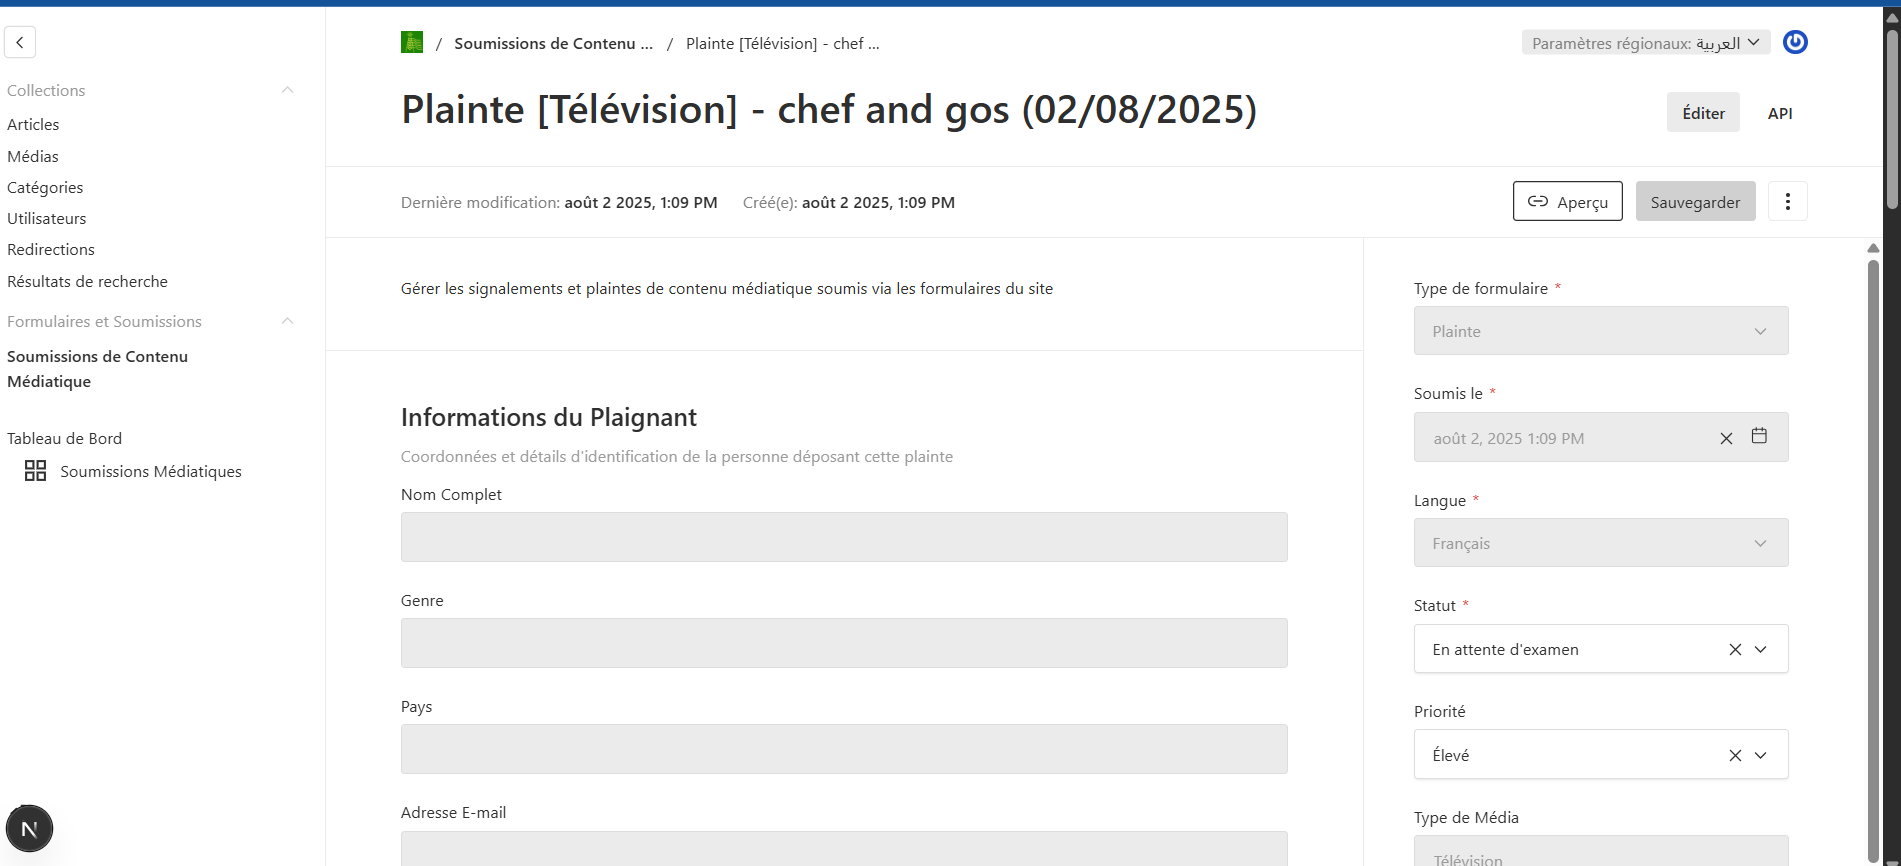 / Soumissions de Contenu ... / Plainte [Télévision] - chef ...
Paramètres régionaux: العربية
Plainte [Télévision] - chef and gos (02/08/2025)
Éditer
API
Dernière modification: août 2 2025, 1:09 PM
Créé(e): août 2 2025, 1:09 PM
Aperçu
Sauvegarder
Collections
Articles
Médias
Catégories
Utilisateurs
Redirections
Résultats de recherche
Formulaires et Soumissions
Soumissions de Contenu
Médiatique
Tableau de Bord
Soumissions Médiatiques
N
Gérer les signalements et plaintes de contenu médiatique soumis via les formulaires du site
Informations du Plaignant
Coordonnées et détails d'identification de la personne déposant cette plainte
Nom Complet
Genre
Pays
Adresse E-mail
Type de formulaire *
Plainte
Soumis le *
août 2, 2025 1:09 PM
Langue *
Français
Statut *
En attente d'examen
Priorité
Élevé
Type de Média
Télévision